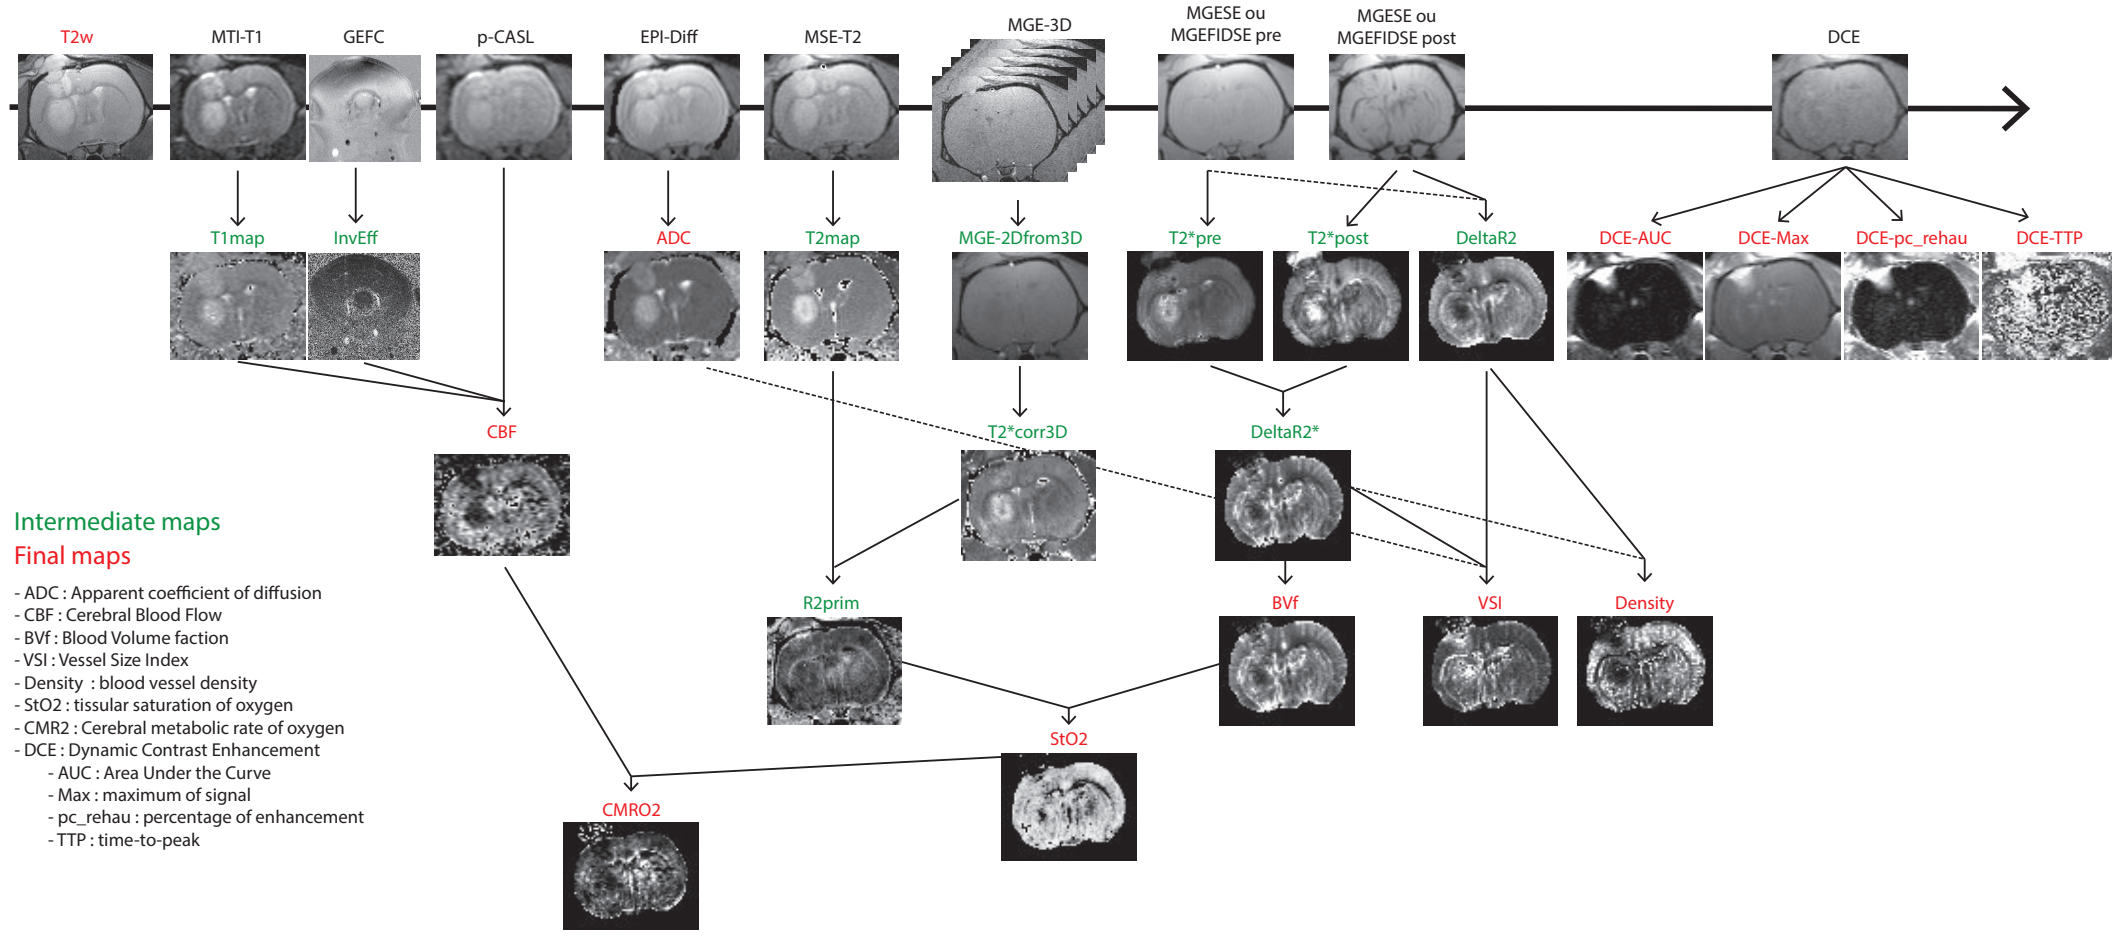 T2w
MTI-T1
GEFC
p-CASL
EPI-Diff
MSE-T2
MGE-3D
MGESE ou
MGEFIDSE pre
MGESE ou
MGEFIDSE post
DCE
T1map
InvEff
ADC
T2map
MGE-2Dfrom3D
T2*pre
T2*post
DeltaR2
DCE-AUC
DCE-Max
DCE-pc_rehau
DCE-TTP
CBF
T2*corr3D
DeltaR2*
R2prim
BVf
VSI
Density
StO2
CMRO2
Intermediate maps
Final maps
- ADC : Apparent coefficient of diffusion
- CBF : Cerebral Blood Flow
- BVf : Blood Volume faction
- VSI : Vessel Size Index
- Density : blood vessel density
- StO2 : tissular saturation of oxygen
- CMR2 : Cerebral metabolic rate of oxygen
- DCE : Dynamic Contrast Enhancement
- AUC : Area Under the Curve
- Max : maximum of signal
- pc_rehau : percentage of enhancement
- TTP : time-to-peak